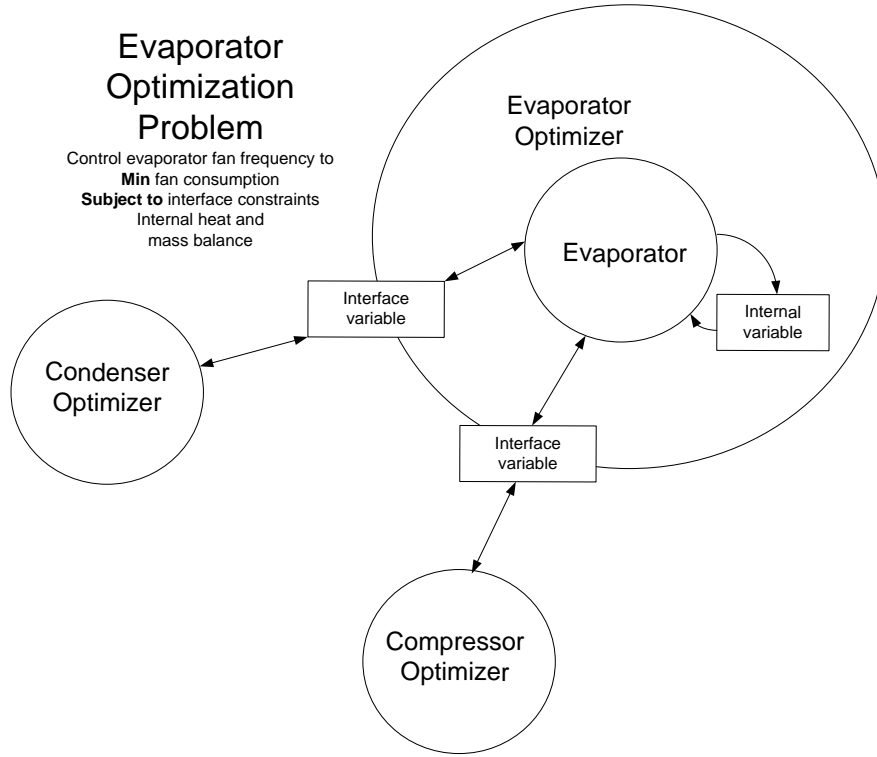 Evaporator
Optimization
Problem
Control evaporator fan frequency to
Min fan consumption
Subject to interface constraints
Internal heat and
mass balance
Evaporator
Optimizer
Evaporator
Interface
variable
Internal
variable
Condenser
Optimizer
Interface
variable
Compressor
Optimizer